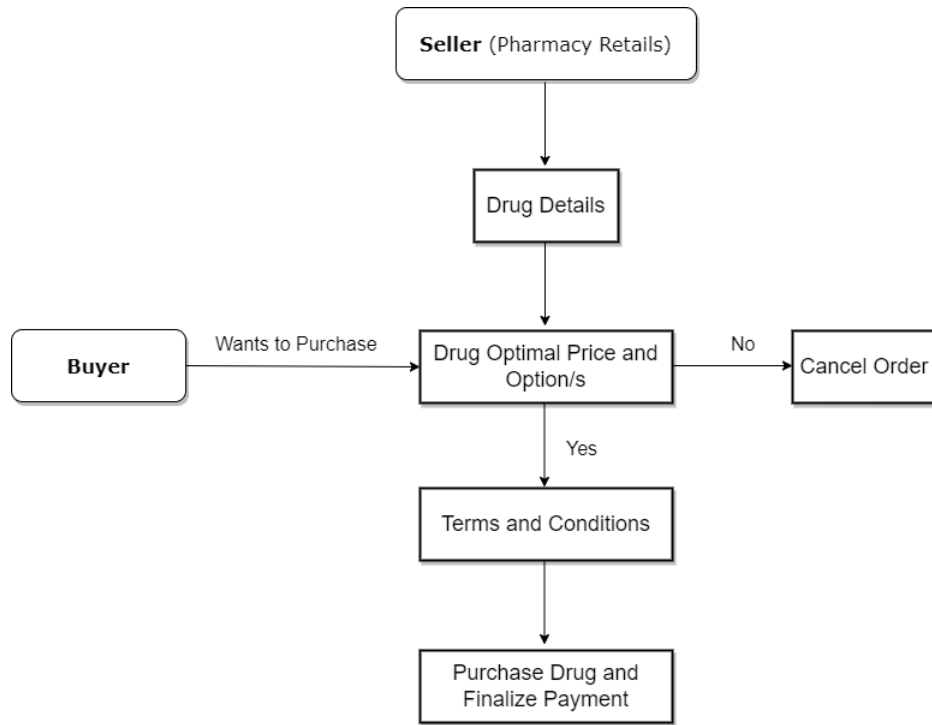 Seller (Pharmacy Retails)
Drug Details
Buyer
Wants to Purchase
Drug Optimal Price and
Option/s
No
Cancel Order
Yes
Terms and Conditions
Purchase Drug and
Finalize Payment